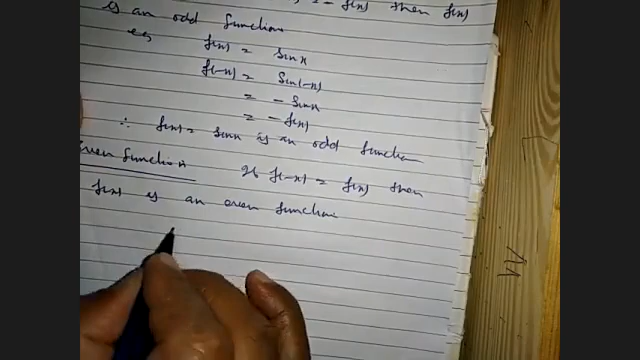 = - f(x) then f(x)
is an odd function
eg f(x) = sin x
f(-x) = sin(-x)
= - sin x
= - f(x)
∴ f(x) = sin x is an odd function
Even function If f(-x) = f(x) then
f(x) is an even function